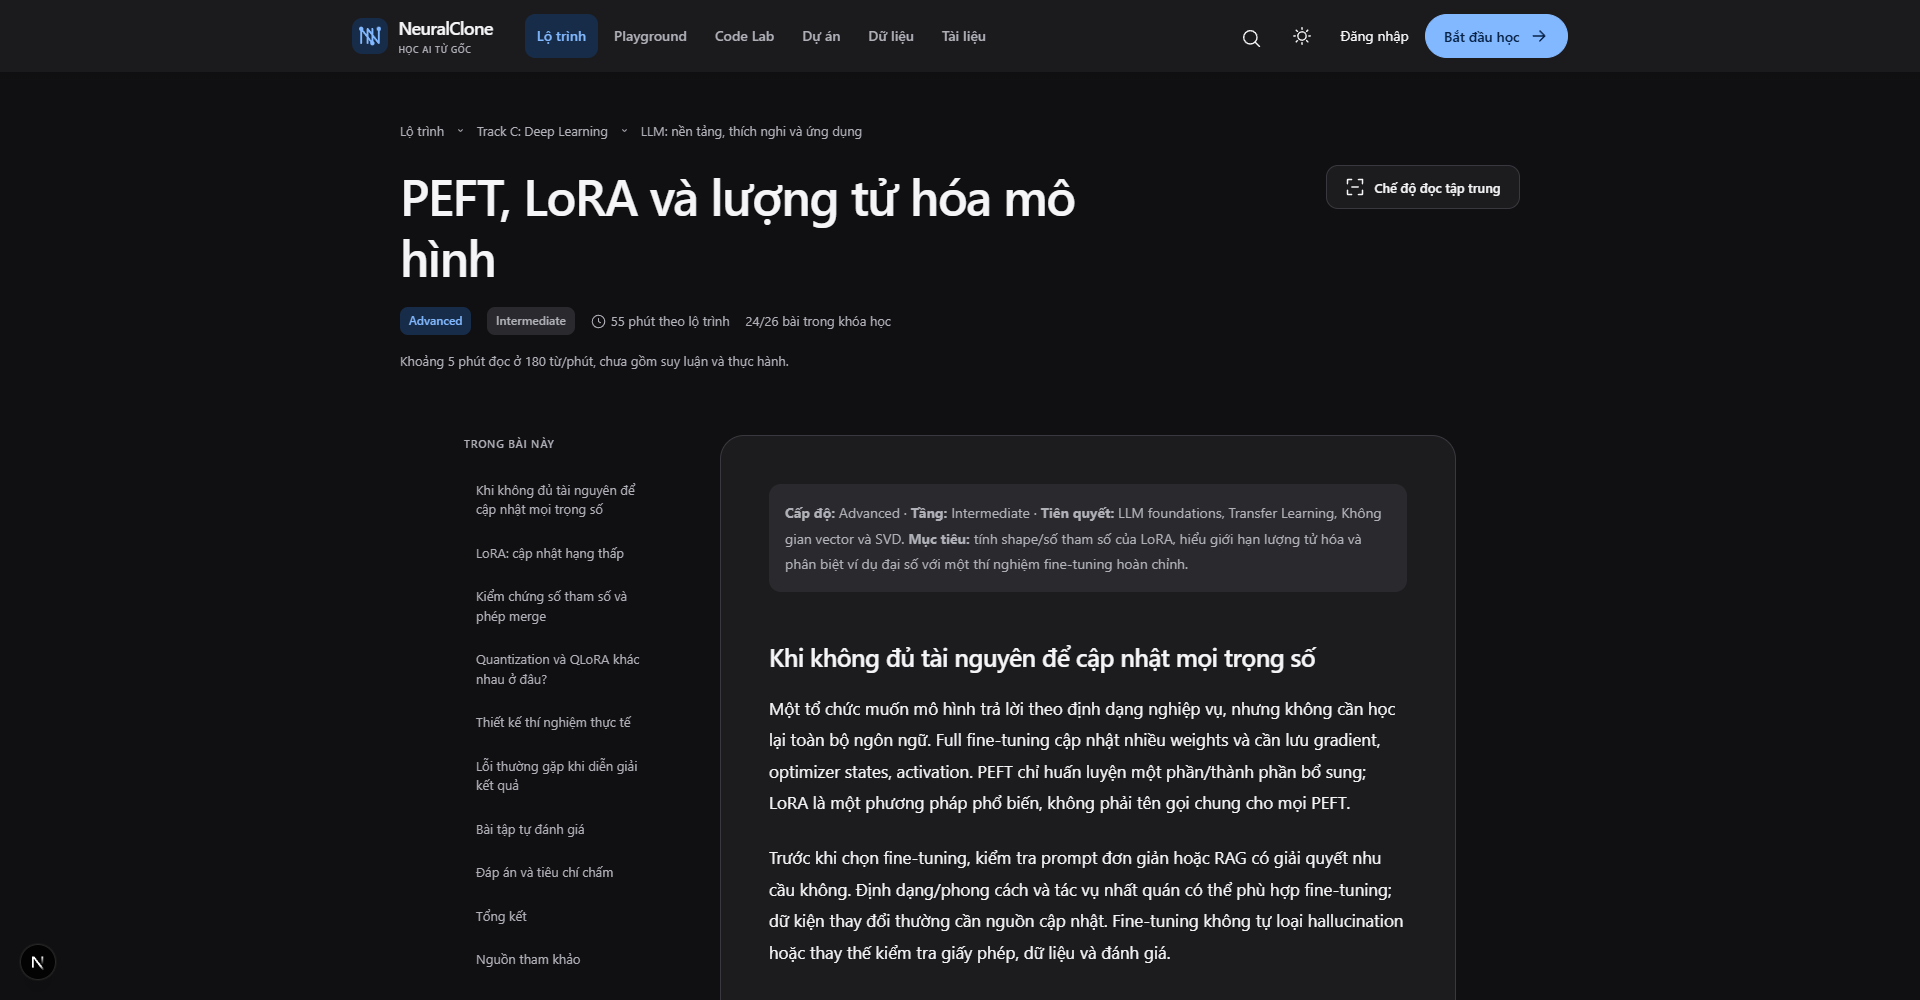 NeuralClone
HỌC AI TỪ GỐC
Lộ trình
Playground
Code Lab
Dự án
Dữ liệu
Tài liệu
Đăng nhập
Bắt đầu học
Lộ trình
Track C: Deep Learning
LLM: nền tảng, thích nghi và ứng dụng
PEFT, LoRA và lượng tử hóa mô
hình
Chế độ đọc tập trung
Advanced
Intermediate
55 phút theo lộ trình
24/26 bài trong khóa học
Khoảng 5 phút đọc ở 180 từ/phút, chưa gồm suy luận và thực hành.
TRONG BÀI NÀY
Khi không đủ tài nguyên để
cập nhật mọi trọng số
LoRA: cập nhật hạng thấp
Kiểm chứng số tham số và
phép merge
Quantization và QLoRA khác
nhau ở đâu?
Thiết kế thí nghiệm thực tế
Lỗi thường gặp khi diễn giải
kết quả
Bài tập tự đánh giá
Đáp án và tiêu chí chấm
Tổng kết
Nguồn tham khảo
Cấp độ: Advanced · Tầng: Intermediate · Tiên quyết: LLM foundations, Transfer Learning, Không
gian vector và SVD. Mục tiêu: tính shape/số tham số của LoRA, hiểu giới hạn lượng tử hóa và
phân biệt ví dụ đại số với một thí nghiệm fine-tuning hoàn chỉnh.
Khi không đủ tài nguyên để cập nhật mọi trọng số
Một tổ chức muốn mô hình trả lời theo định dạng nghiệp vụ, nhưng không cần học
lại toàn bộ ngôn ngữ. Full fine-tuning cập nhật nhiều weights và cần lưu gradient,
optimizer states, activation. PEFT chỉ huấn luyện một phần/thành phần bổ sung;
LoRA là một phương pháp phổ biến, không phải tên gọi chung cho mọi PEFT.
Trước khi chọn fine-tuning, kiểm tra prompt đơn giản hoặc RAG có giải quyết nhu
cầu không. Định dạng/phong cách và tác vụ nhất quán có thể phù hợp fine-tuning;
dữ kiện thay đổi thường cần nguồn cập nhật. Fine-tuning không tự loại hallucination
hoặc thay thế kiểm tra giấy phép, dữ liệu và đánh giá.
N